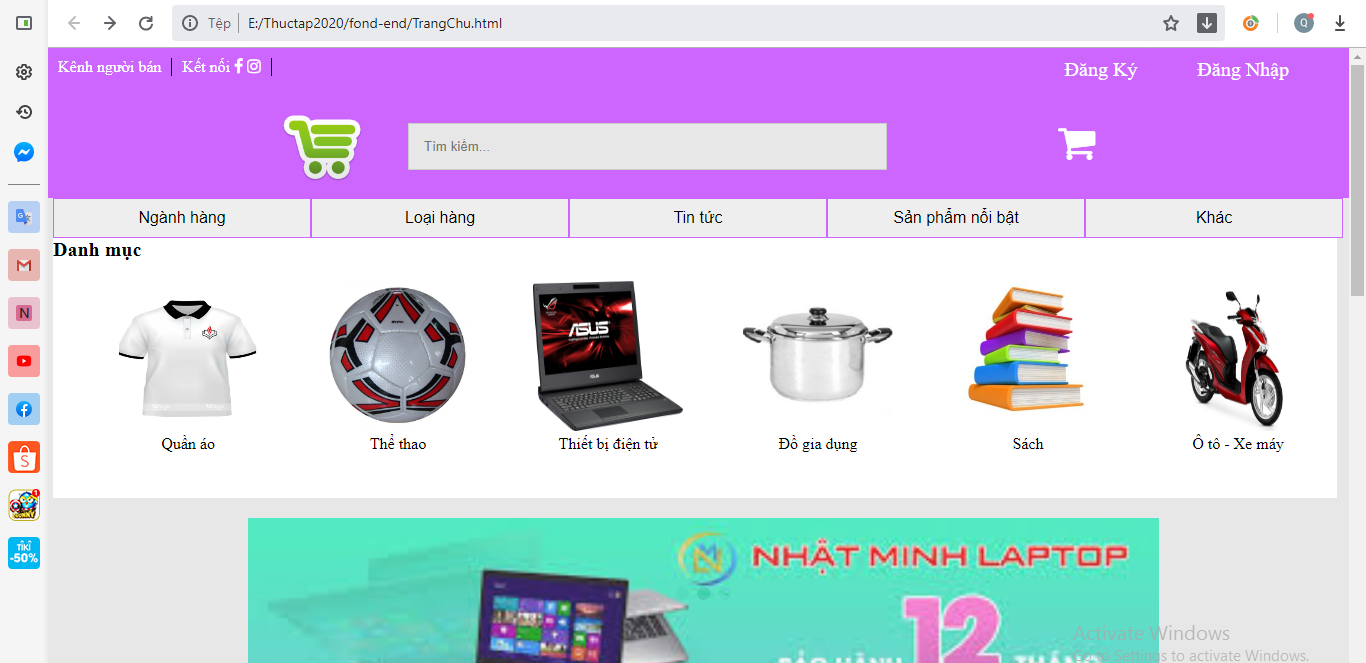 Tệp
E:/Thuctap2020/fond-end/TrangChu.html
Q
Kênh người bán
Kết nối
Đăng Ký
Đăng Nhập
Tìm kiếm...
Ngành hàng
Loại hàng
Tin tức
Sản phẩm nổi bật
Khác
Danh mục
ASUS
Quần áo
Thể thao
Thiết bị điện tử
Đồ gia dụng
Sách
Ô tô - Xe máy
N
TIKI
-50%
NHẬT MINH LAPTOP
12
BẢO HÀNH
THÁNG
Activate Windows
Go to Settings to activate Windows.